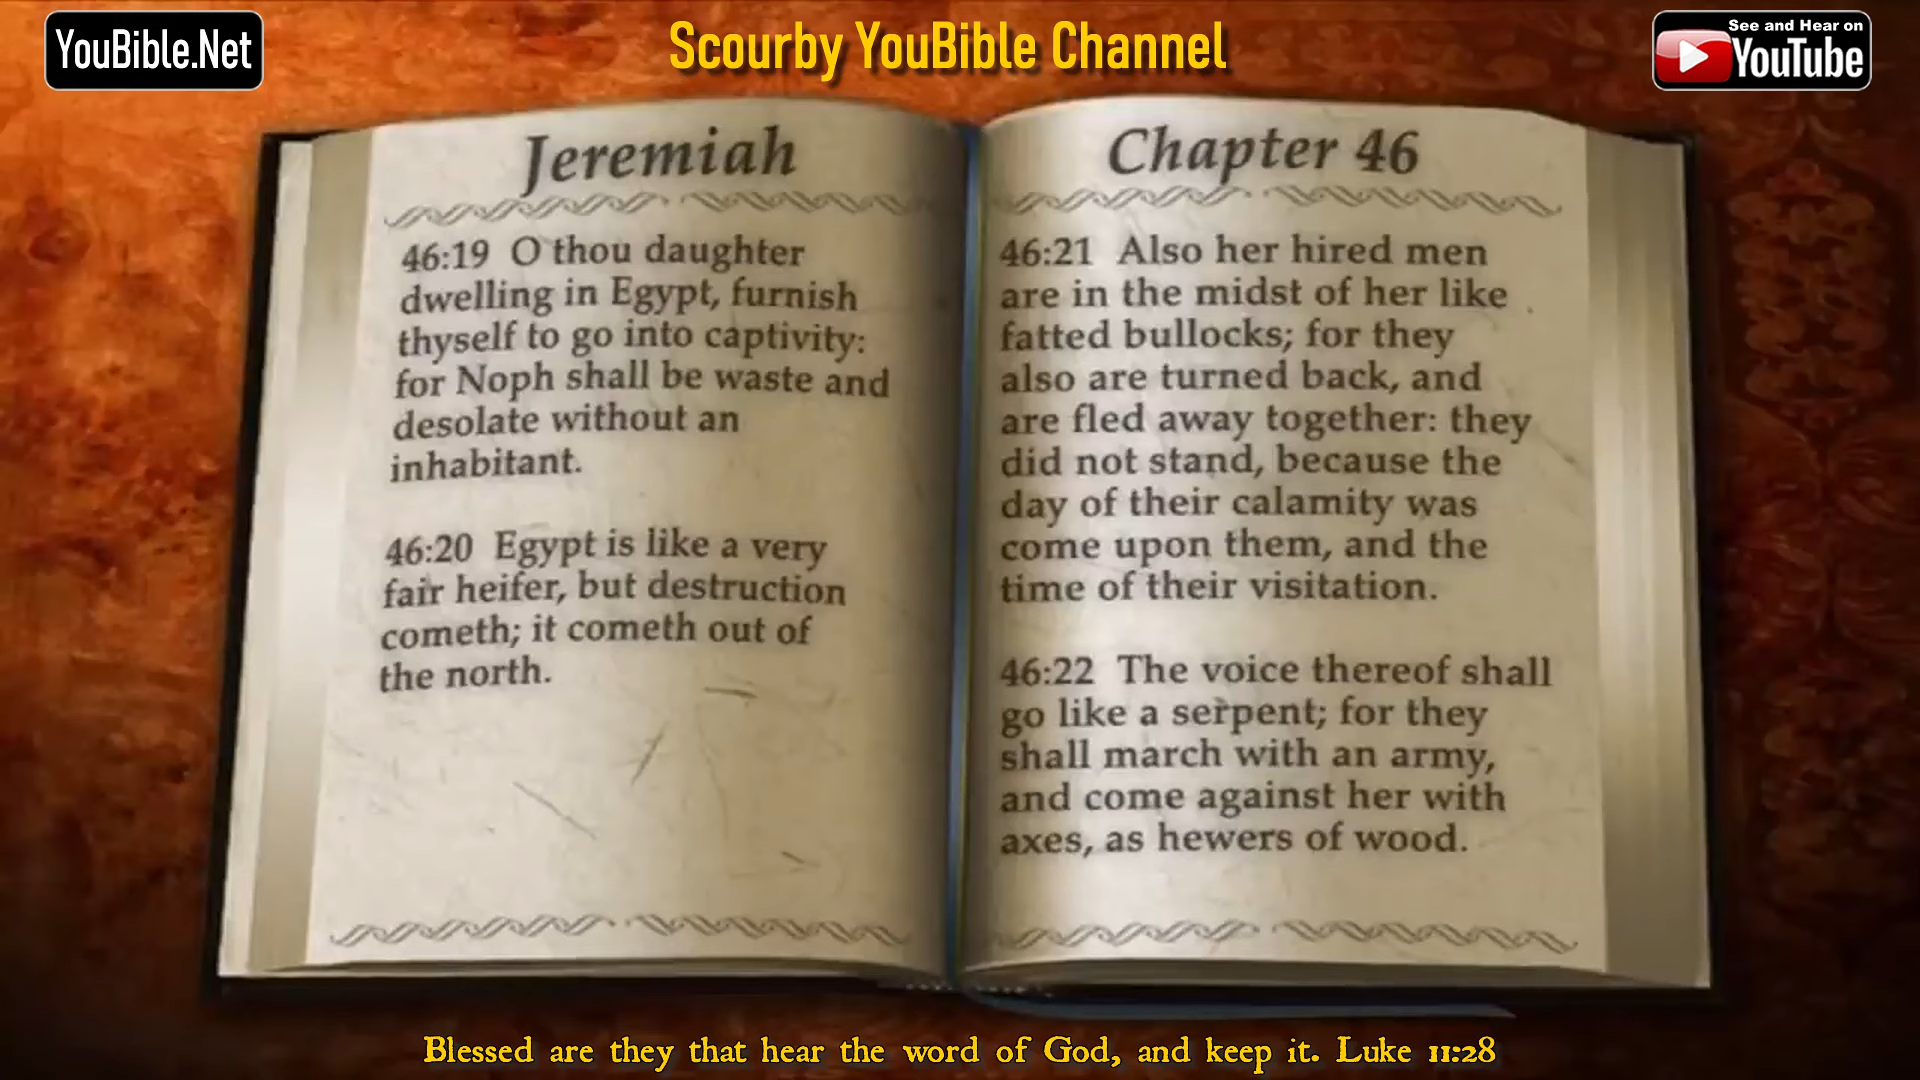 YouBible.Net
Scourby YouBible Channel
See and Hear on
YouTube
Jeremiah
46:19 O thou daughter
dwelling in Egypt, furnish
thyself to go into captivity:
for Noph shall be waste and
desolate without an
inhabitant.
46:20 Egypt is like a very
fair heifer, but destruction
cometh; it cometh out of
the north.
Chapter 46
46:21 Also her hired men
are in the midst of her like
fatted bullocks; for they
also are turned back, and
are fled away together: they
did not stand, because the
day of their calamity was
come upon them, and the
time of their visitation.
46:22 The voice thereof shall
go like a serpent; for they
shall march with an army,
and come against her with
axes, as hewers of wood.
Blessed are they that hear the word of God, and keep it. Luke 11:28